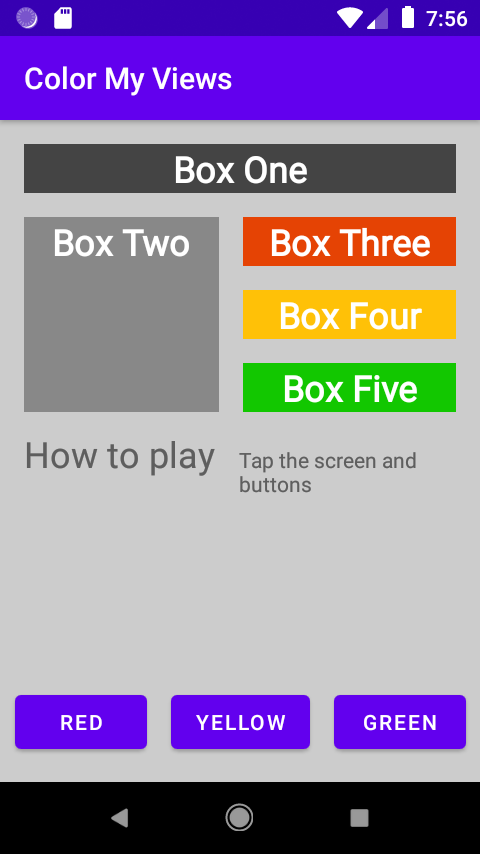 7:56
Color My Views
Box One
Box Two
Box Three
Box Four
Box Five
How to play
Tap the screen and
buttons
RED
YELLOW
GREEN